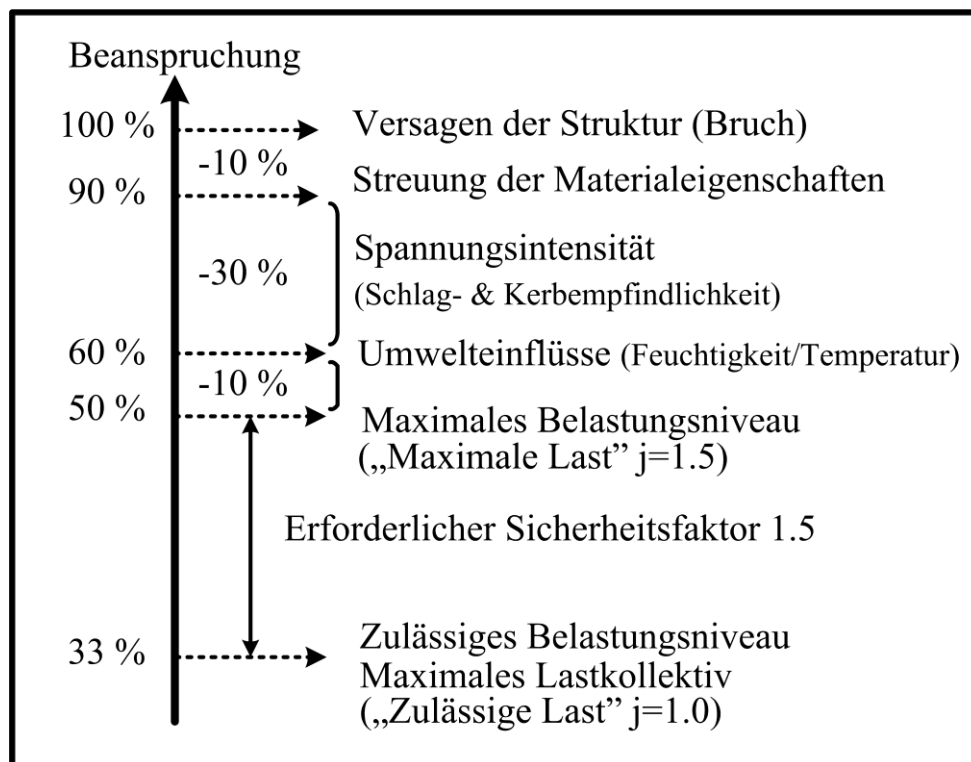 Beanspruchung
100 %
Versagen der Struktur (Bruch)
-10 %
90 %
Streuung der Materialeigenschaften
-30 %
Spannungsintensität
(Schlag- & Kerbempfindlichkeit)
60 %
Umwelteinflüsse (Feuchtigkeit/Temperatur)
-10 %
50 %
Maximales Belastungsniveau
(„Maximale Last” j=1.5)
Erforderlicher Sicherheitsfaktor 1.5
33 %
Zulässiges Belastungsniveau
Maximales Lastkollektiv
(„Zulässige Last” j=1.0)